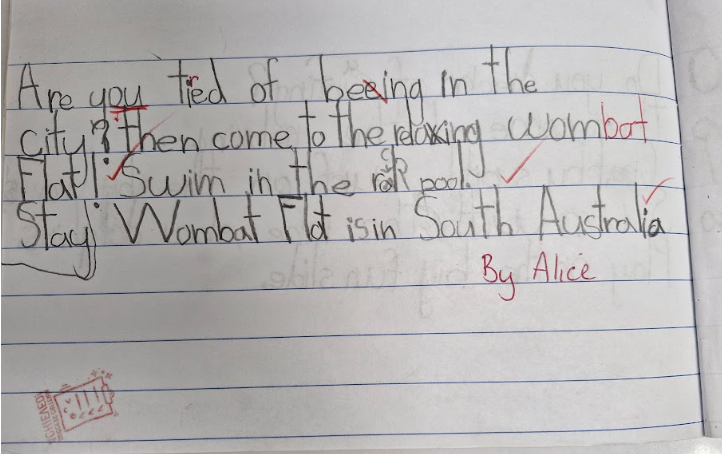 Are you tied of beeing in the
city? then come to the relaxing Wombat
Flat! Swim in the rock pool.
Stay! Wombat Flat is in South Australia
By Alice
ACHIEVED